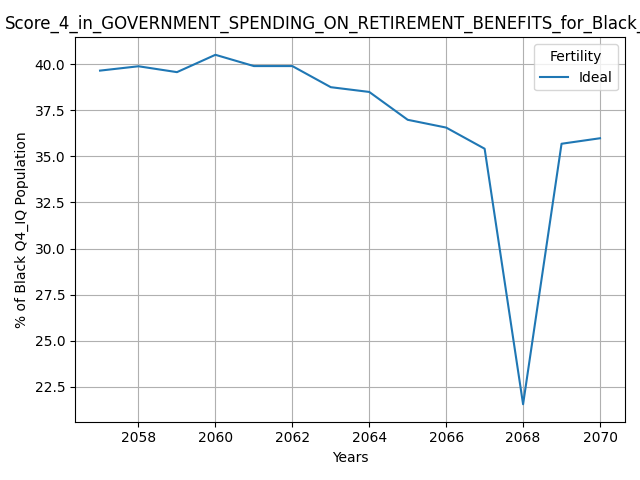 Score_4_in_GOVERNMENT_SPENDING_ON_RETIREMENT_BENEFITS_for_Black_
Fertility
Ideal
40.0
37.5
35.0
32.5
30.0
27.5
25.0
22.5
% of Black Q4_IQ Population
2058 2060 2062 2064 2066 2068 2070
Years